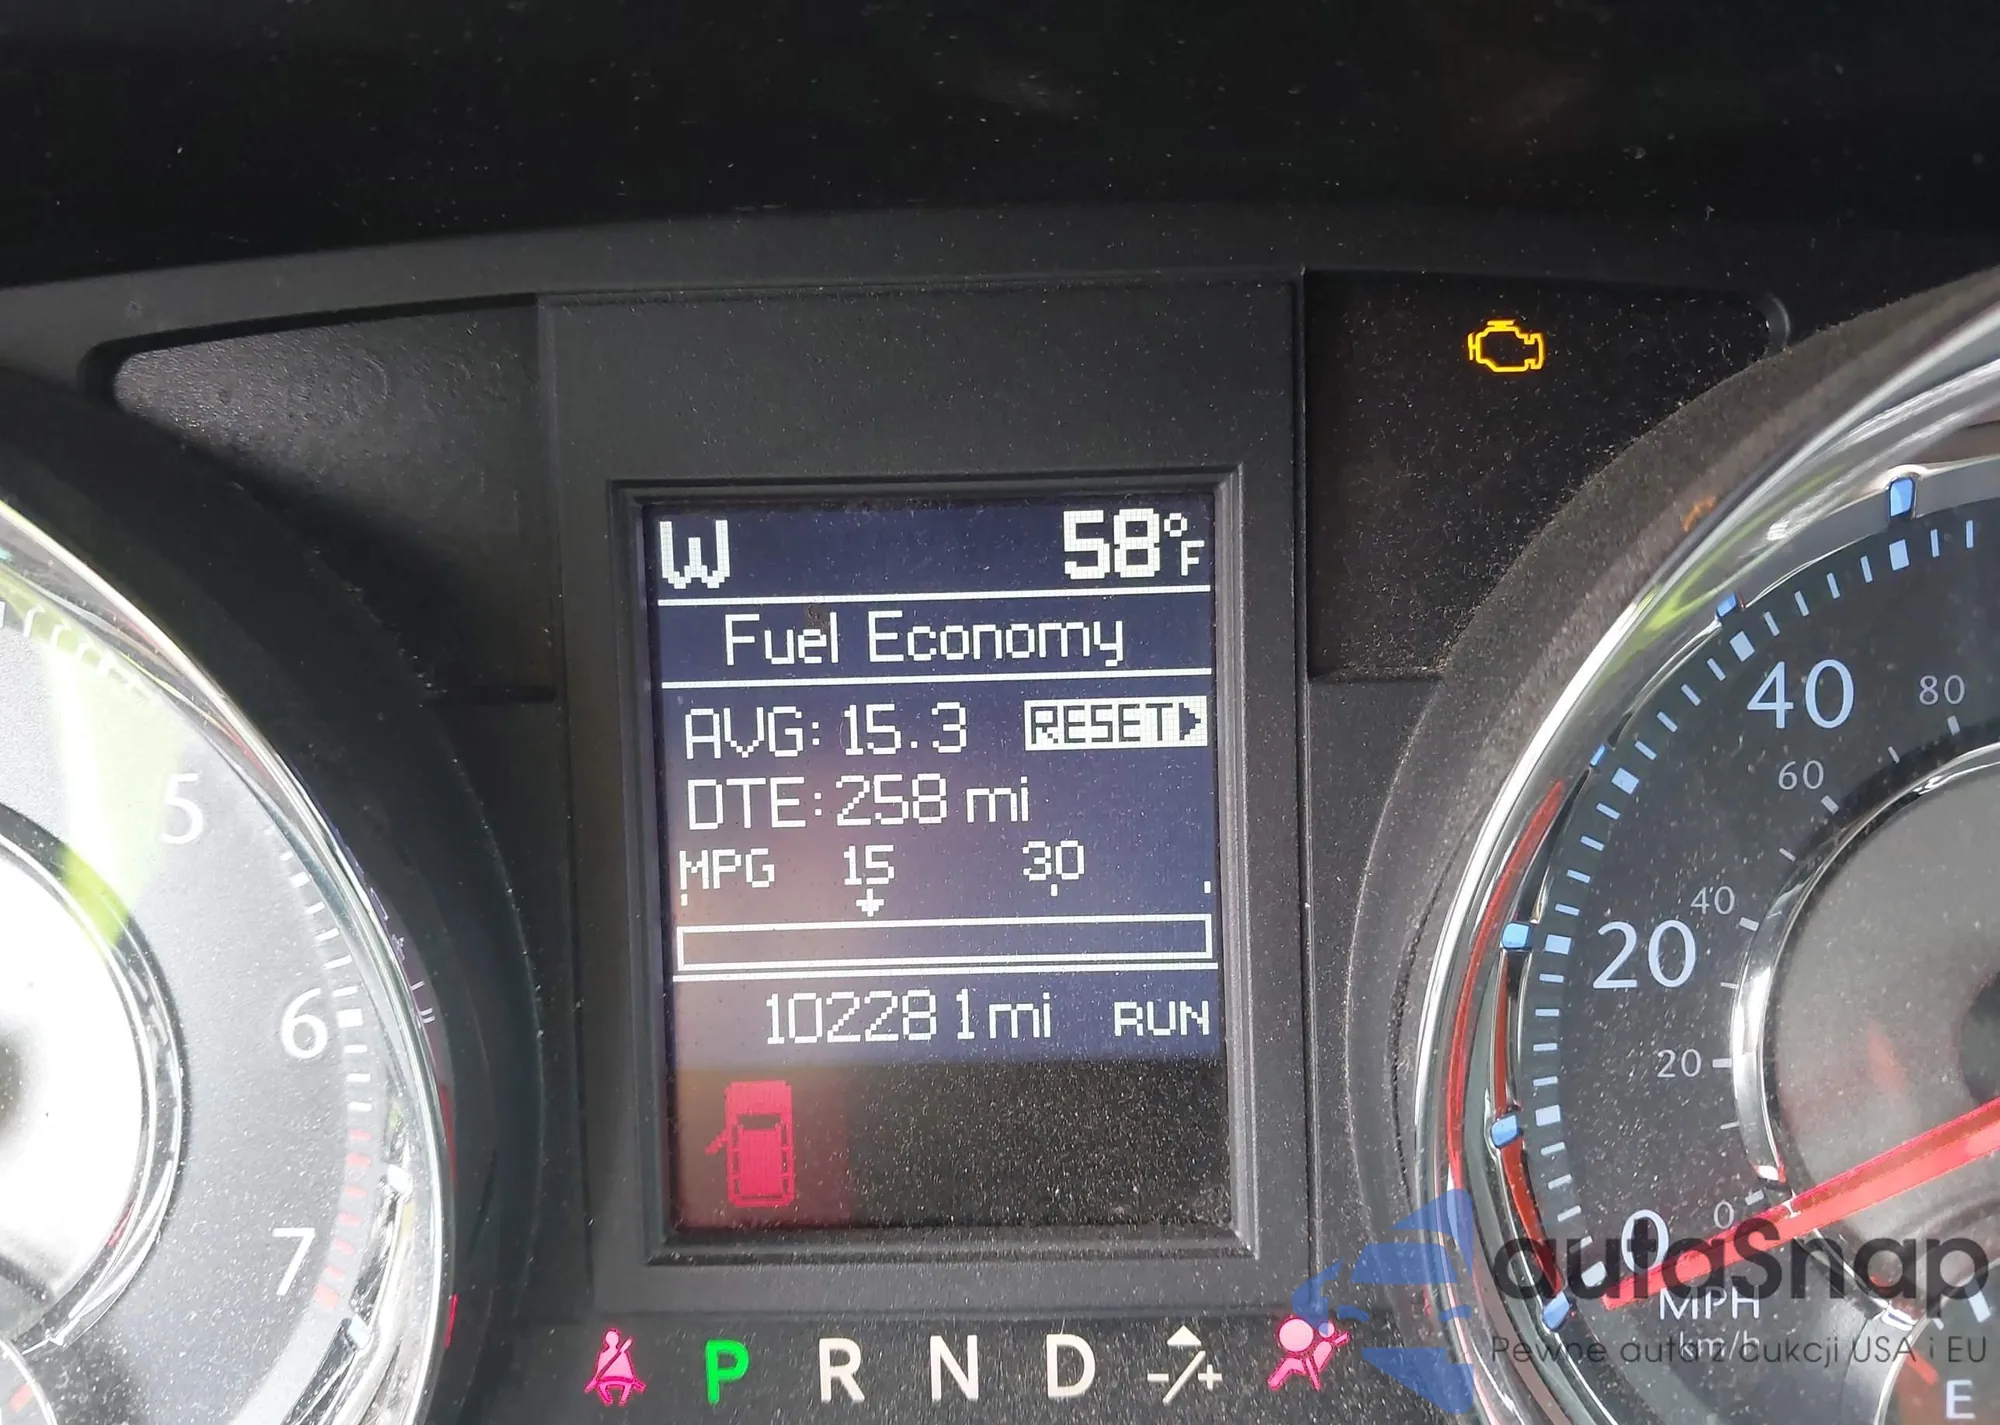 W 58°F
Fuel Economy
AVG: 15.3 RESET
DTE: 258 mi
MPG 15 30
102281 mi RUN
P R N D -/+
5
6
7
40 80
60
40
20
20
0 0
MPH
km/h
E
autaSnap
Pewne auta z aukcji USA i EU